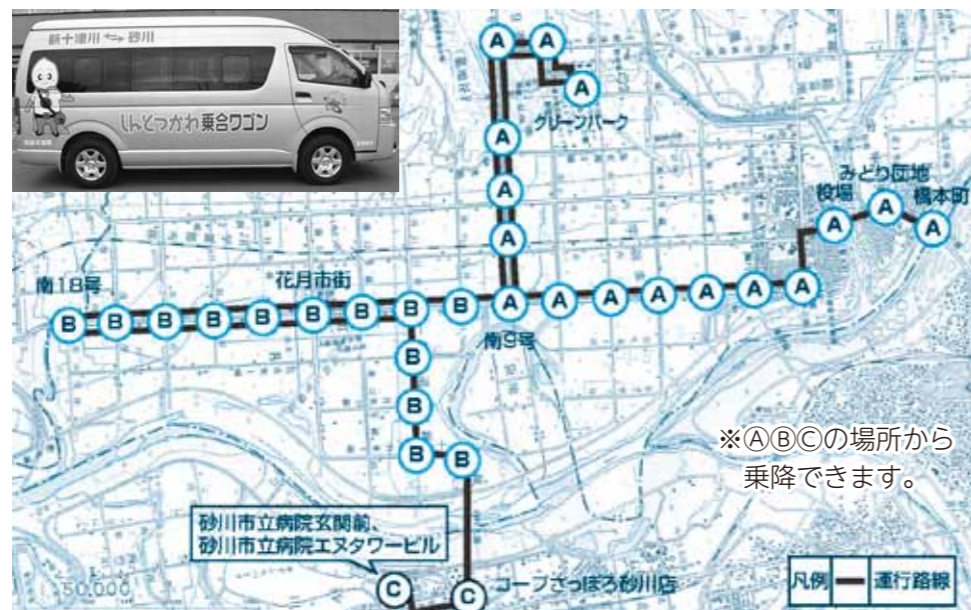 新十津川⇆砂川
しんとつかわ乗合ワゴン
A
A
A
グリーンパーク
A
A
A
みとり団地
役場
橋本町
A
A
A
南18号
花月市街
B
B
B
B
B
B
B
B
B
A
A
A
A
A
A
A
南9号
B
B
B
B
※ⒶⒷⒸの場所から
乗降できます。
砂川市立病院玄関前、
砂川市立病院エヌタワービル
C
C
コープさっぽろ砂川店
50,000
凡例
運行路線